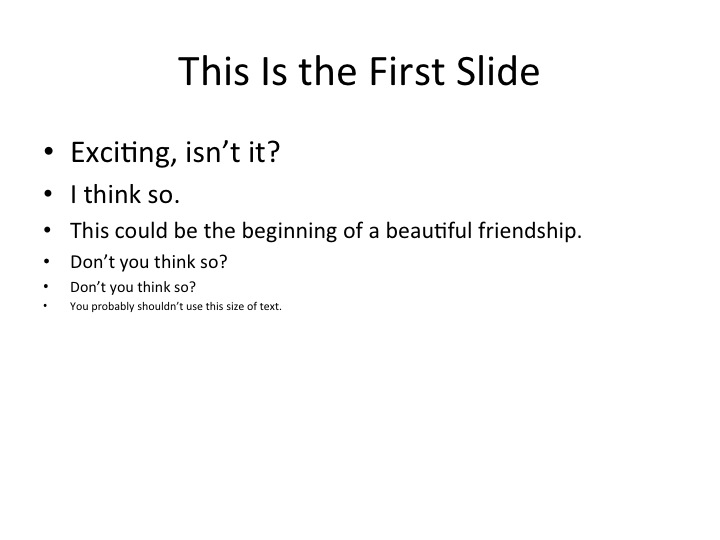 This Is the First Slide
• Exciting, isn’t it?
• I think so.
• This could be the beginning of a beautiful friendship.
• Don’t you think so?
• Don’t you think so?
• You probably shouldn’t use this size of text.